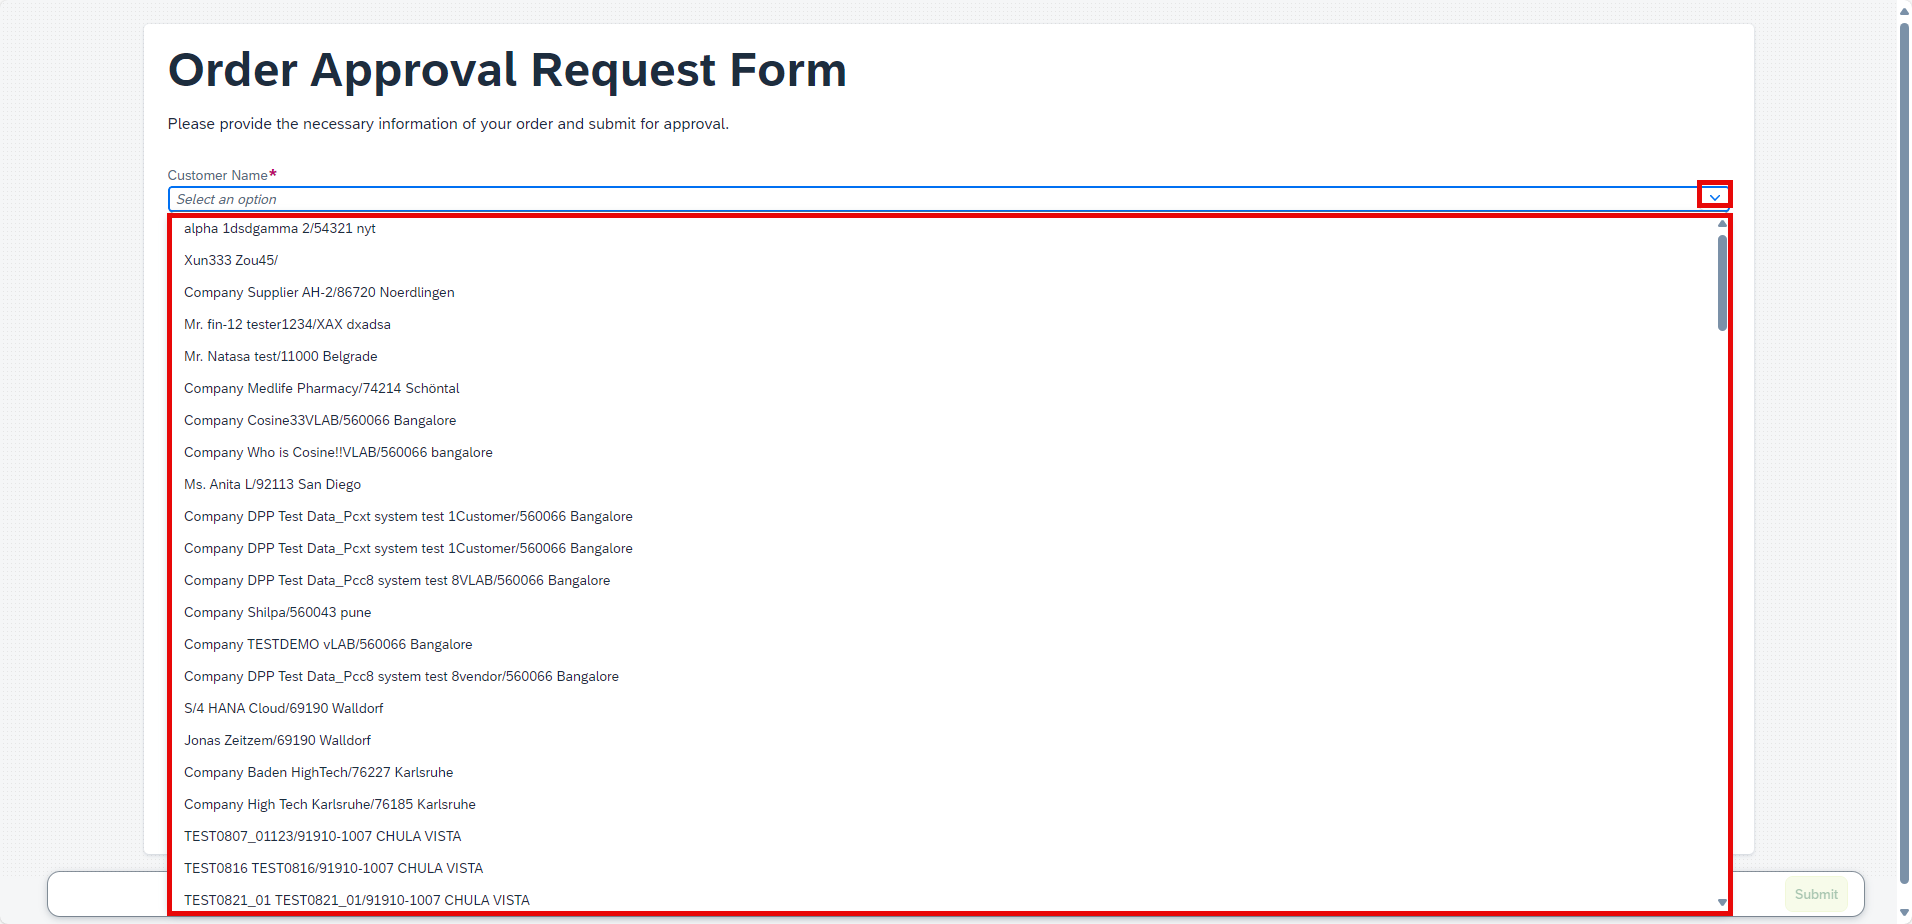 Order Approval Request Form
Please provide the necessary information of your order and submit for approval.
Customer Name*
Select an option
alpha 1dsdgamma 2/54321 nyt
Xun333 Zou45/
Company Supplier AH-2/86720 Noerdlingen
Mr. fin-12 tester1234/XAX dxadsa
Mr. Natasa test/11000 Belgrade
Company Medlife Pharmacy/74214 Schöntal
Company Cosine33VLAB/560066 Bangalore
Company Who is Cosine!!VLAB/560066 bangalore
Ms. Anita L/92113 San Diego
Company DPP Test Data_Pcxt system test 1Customer/560066 Bangalore
Company DPP Test Data_Pcxt system test 1Customer/560066 Bangalore
Company DPP Test Data_Pcc8 system test 8VLAB/560066 Bangalore
Company Shilpa/560043 pune
Company TESTDEMO vLAB/560066 Bangalore
Company DPP Test Data_Pcc8 system test 8vendor/560066 Bangalore
S/4 HANA Cloud/69190 Walldorf
Jonas Zeitzem/69190 Walldorf
Company Baden HighTech/76227 Karlsruhe
Company High Tech Karlsruhe/76185 Karlsruhe
TEST0807_01123/91910-1007 CHULA VISTA
TEST0816 TEST0816/91910-1007 CHULA VISTA
TEST0821_01 TEST0821_01/91910-1007 CHULA VISTA
Submit